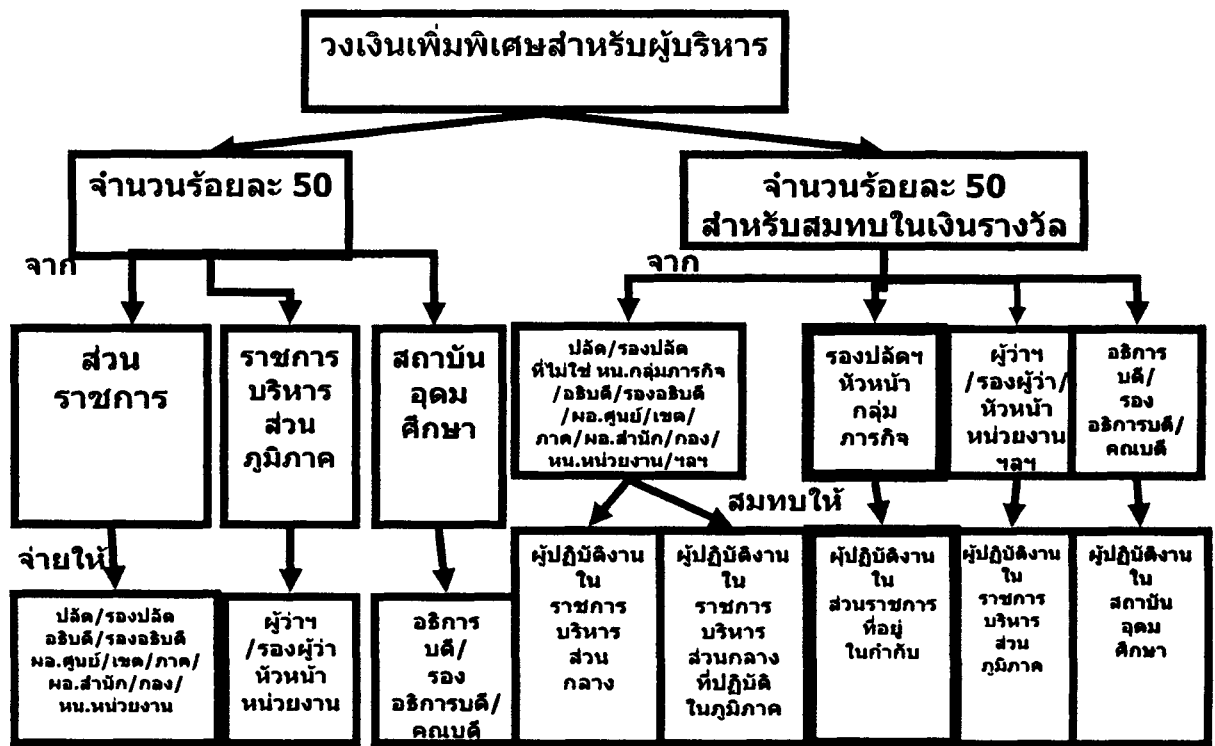 วงเงินเพิ่มพิเศษสำหรับผู้บริหาร
จำนวนร้อยละ 50
จำนวนร้อยละ 50
สำหรับสมทบในเงินรางวัล
จาก
จาก
ส่วน
ราชการ
ราชการ
บริหาร
ส่วน
ภูมิภาค
สถาบัน
อุดม
ศึกษา
ปลัด/รองปลัด
ที่ไม่ใช่ หน.กลุ่มภารกิจ
/อธิบดี/รองอธิบดี
/ผอ.ศูนย์/เขต/
ภาค/ผอ.สำนัก/กอง/
หน.หน่วยงาน/ฯลฯ
รองปลัดฯ
หัวหน้า
กลุ่ม
ภารกิจ
ผู้ว่าฯ
/รองผู้ว่า/
หัวหน้า
หน่วยงาน
ฯลฯ
อธิการ
บดี/
รอง
อธิการบดี/
คณบดี
จ่ายให้
สมทบให้
ปลัด/รองปลัด
อธิบดี/รองอธิบดี
ผอ.ศูนย์/เขต/ภาค/
ผอ.สำนัก/กอง/
หน.หน่วยงาน
ผู้ว่าฯ
/รองผู้ว่า
หัวหน้า
หน่วยงาน
อธิการ
บดี/
รอง
อธิการบดี/
คณบดี
ผู้ปฏิบัติงาน
ใน
ราชการ
บริหาร
ส่วน
กลาง
ผู้ปฏิบัติงาน
ใน
ราชการ
บริหาร
ส่วนกลาง
ที่ปฏิบัติ
ในภูมิภาค
ผู้ปฏิบัติงาน
ใน
ส่วนราชการ
ที่อยู่
ในกำกับ
ผู้ปฏิบัติงาน
ใน
ราชการ
บริหาร
ส่วน
ภูมิภาค
ผู้ปฏิบัติงาน
ใน
สถาบัน
อุดม
ศึกษา